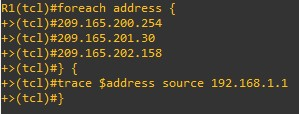 R1(tcl)#foreach address {
+>(tcl)#209.165.200.254
+>(tcl)#209.165.201.30
+>(tcl)#209.165.202.158
+>(tcl)#} {
+>(tcl)#trace $address source 192.168.1.1
+>(tcl)#}